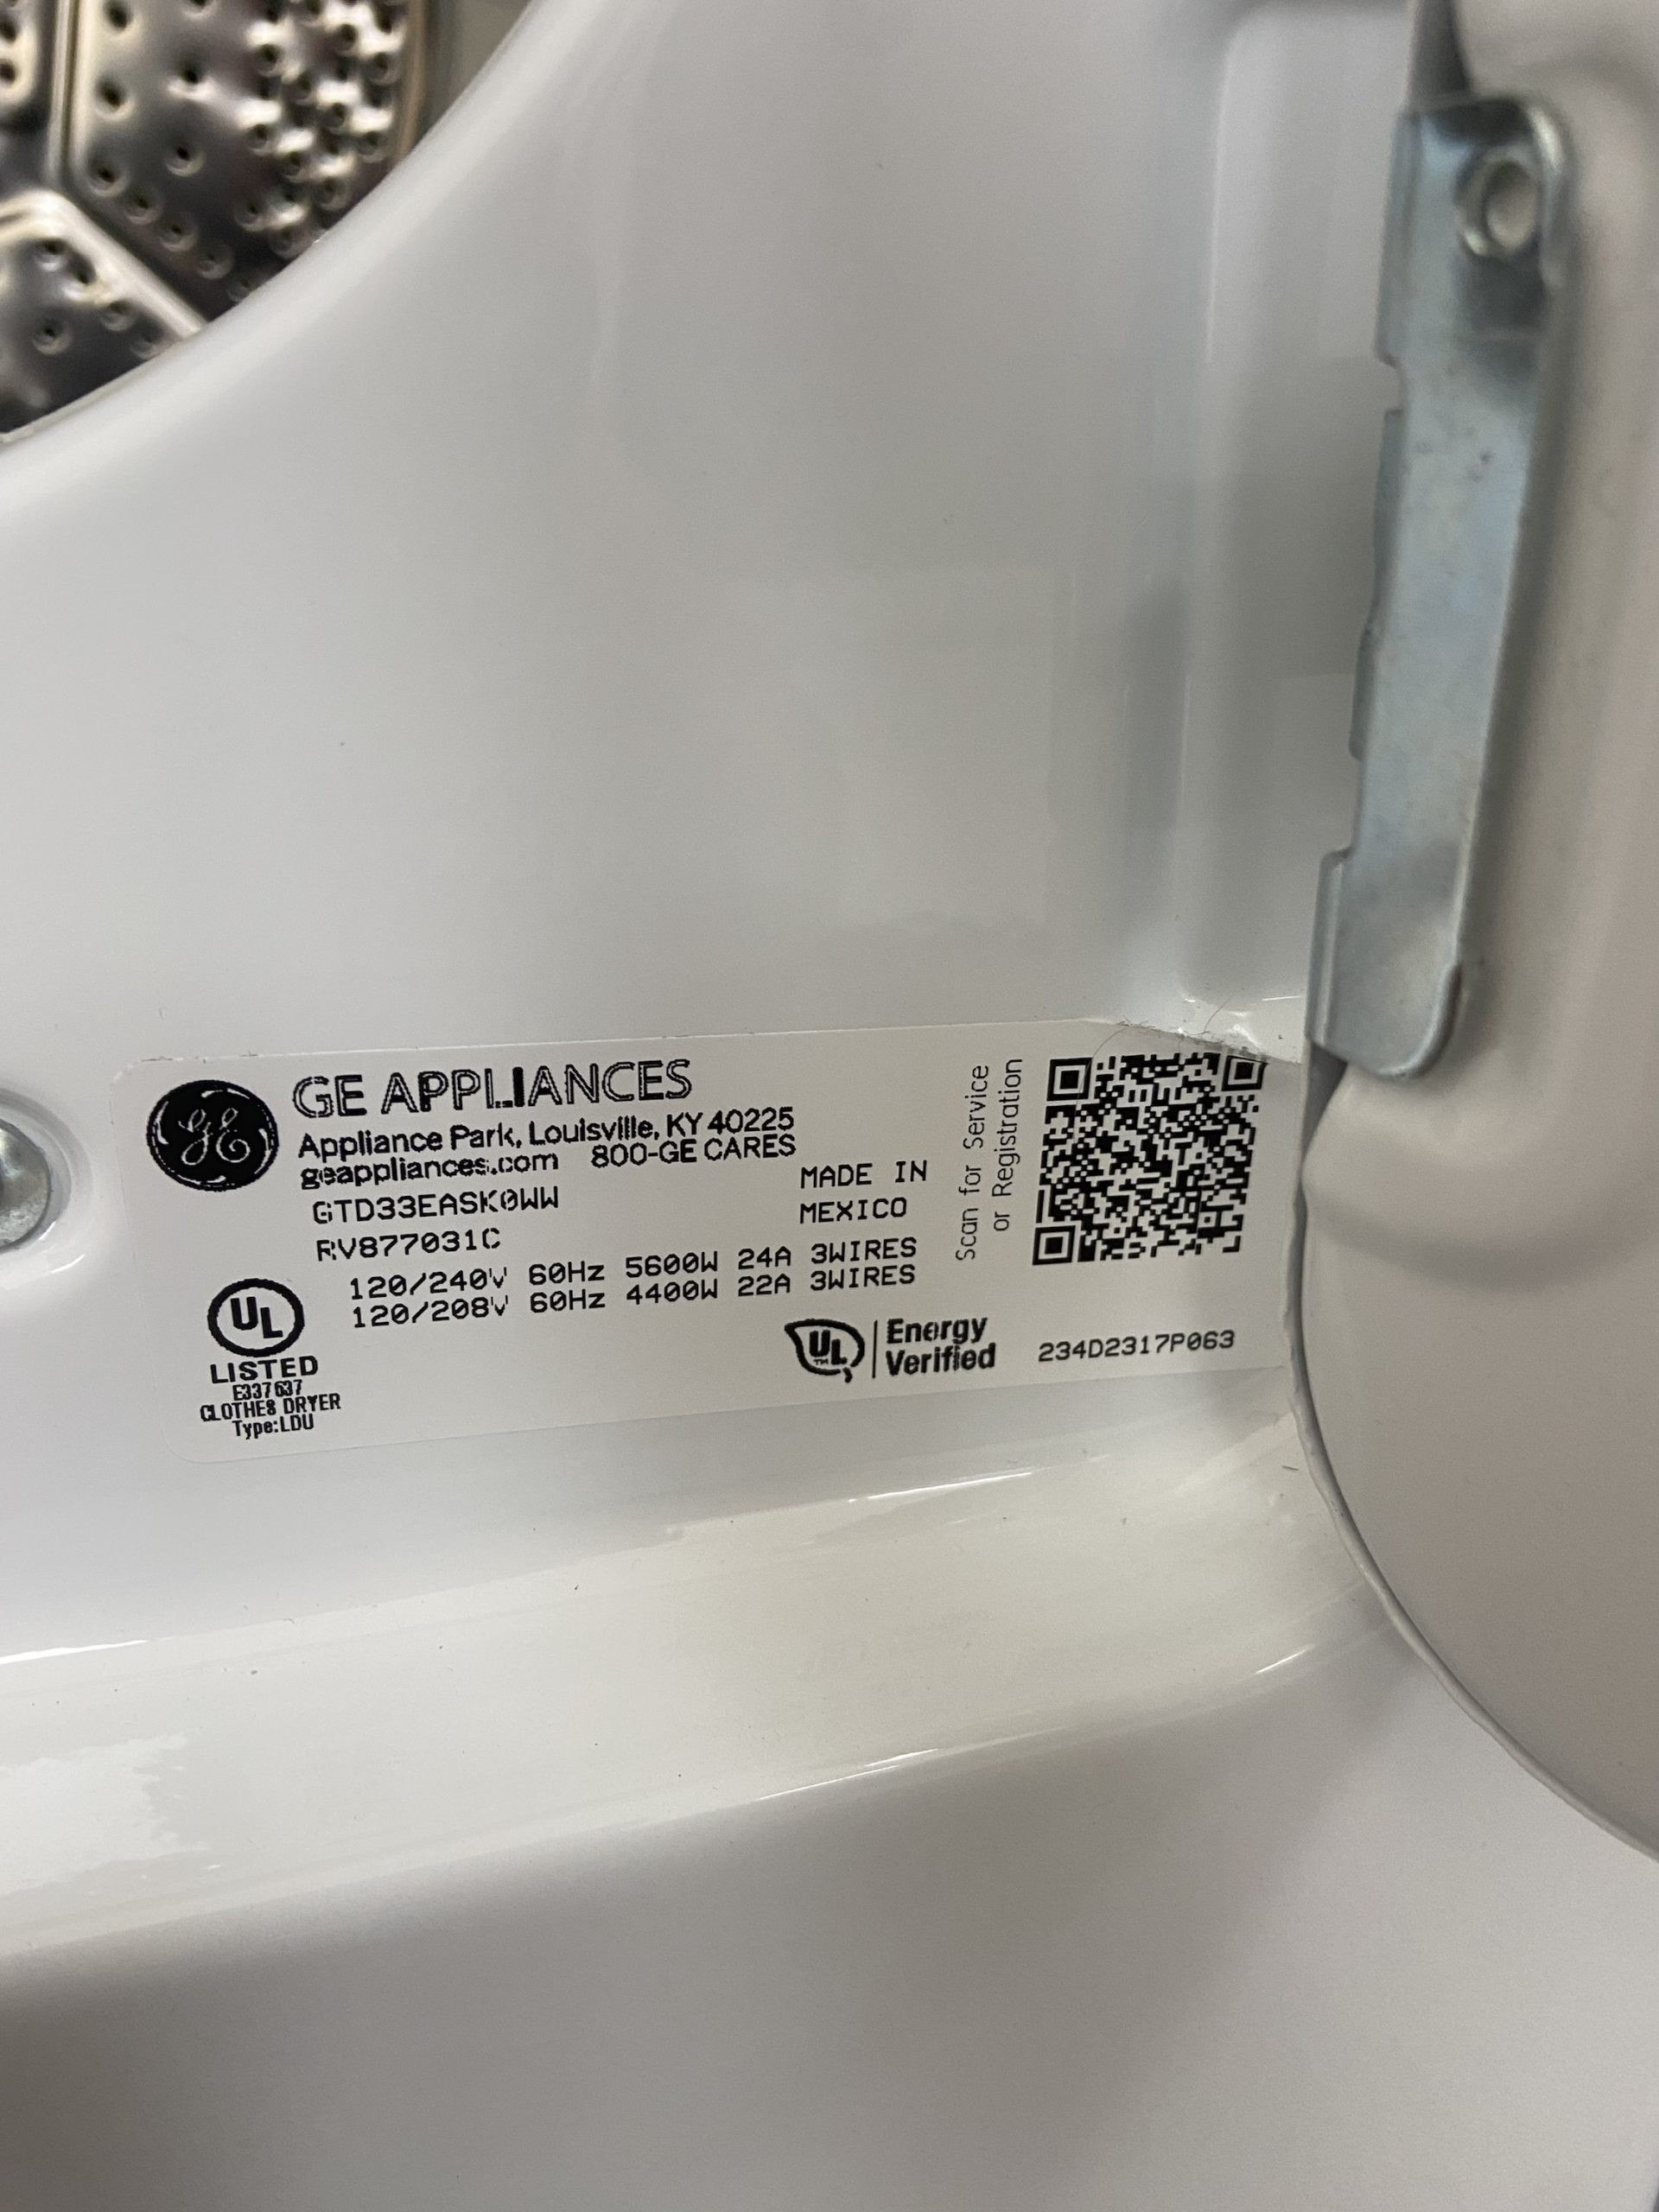 GE
GE APPLIANCES
Appliance Park, Louisville, KY 40225
geappliances.com 800-GE CARES
GTD33EASK0WW
RV877031C
MADE IN
MEXICO
120/240V 60Hz 5600W 24A 3WIRES
120/208V 60Hz 4400W 22A 3WIRES
Scan for Service
or Registration
UL
LISTED
E337637
CLOTHES DRYER
Type:LDU
UL
TM
Energy
Verified
234D2317P063